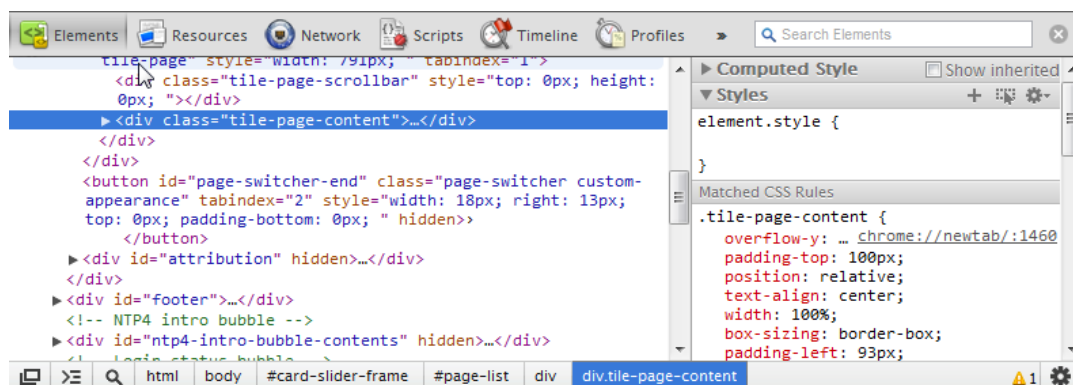 Elements Resources Network Scripts Timeline Profiles » Search Elements
tile-page" style="width: 791px; " tabindex="1">
<div class="tile-page-scrollbar" style="top: 0px; height:
0px; "></div>
▶<div class="tile-page-content">…</div>
</div>
</div>
<button id="page-switcher-end" class="page-switcher custom-
appearance" tabindex="2" style="width: 18px; right: 13px;
top: 0px; padding-bottom: 0px; " hidden>›
</button>
▶<div id="attribution" hidden>…</div>
</div>
▶<div id="footer">…</div>
<!-- NTP4 intro bubble -->
▶<div id="ntp4-intro-bubble-contents" hidden>…</div>
<!-- Login status bubble -->
▶ Computed Style Show inherited
▼ Styles
element.style {
}
Matched CSS Rules
.tile-page-content {
overflow-y: … chrome://newtab/:1460
padding-top: 100px;
position: relative;
text-align: center;
width: 100%;
box-sizing: border-box;
padding-left: 93px;
html body #card-slider-frame #page-list div div.tile-page-content 1